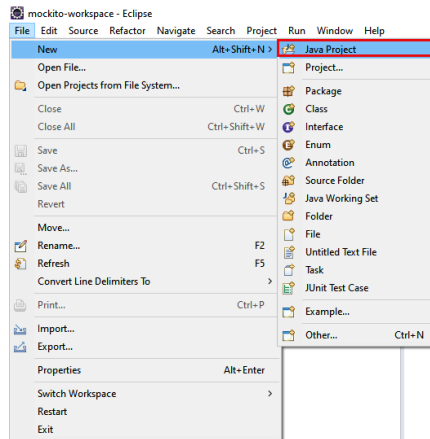 mockito-workspace - Eclipse
File Edit Source Refactor Navigate Search Project Run Window Help
New Alt+Shift+N >
Open File...
Open Projects from File System...
Close Ctrl+W
Close All Ctrl+Shift+W
Save Ctrl+S
Save As...
Save All Ctrl+Shift+S
Revert
Move...
Rename... F2
Refresh F5
Convert Line Delimiters To >
Print... Ctrl+P
Import...
Export...
Properties Alt+Enter
Switch Workspace >
Restart
Exit
Java Project
Project...
Package
Class
Interface
Enum
Annotation
Source Folder
Java Working Set
Folder
File
Untitled Text File
Task
JUnit Test Case
Example...
Other... Ctrl+N